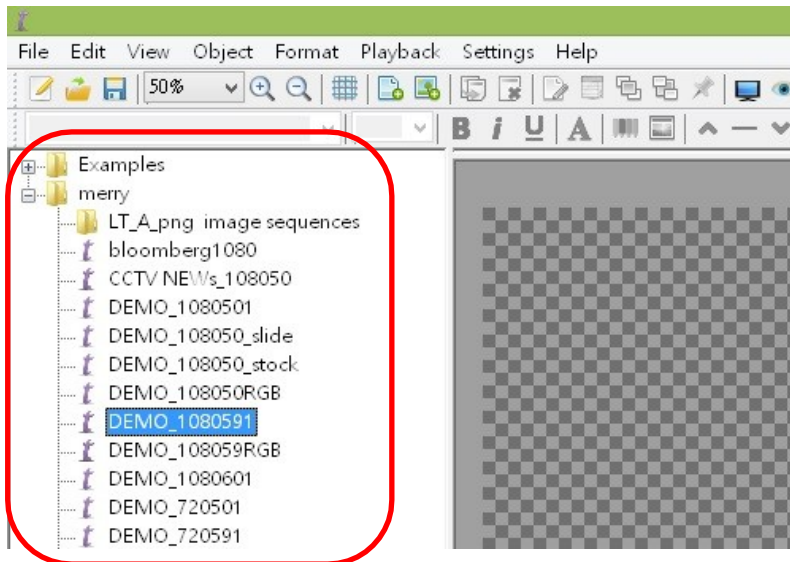 File Edit View Object Format Playback Settings Help
50%
B i U A
Examples
merry
LT_A_png image sequences
bloomberg1080
CCTV NEWs_108050
DEMO_1080501
DEMO_108050_slide
DEMO_108050_stock
DEMO_108050RGB
DEMO_1080591
DEMO_108059RGB
DEMO_1080601
DEMO_720501
DEMO_720591